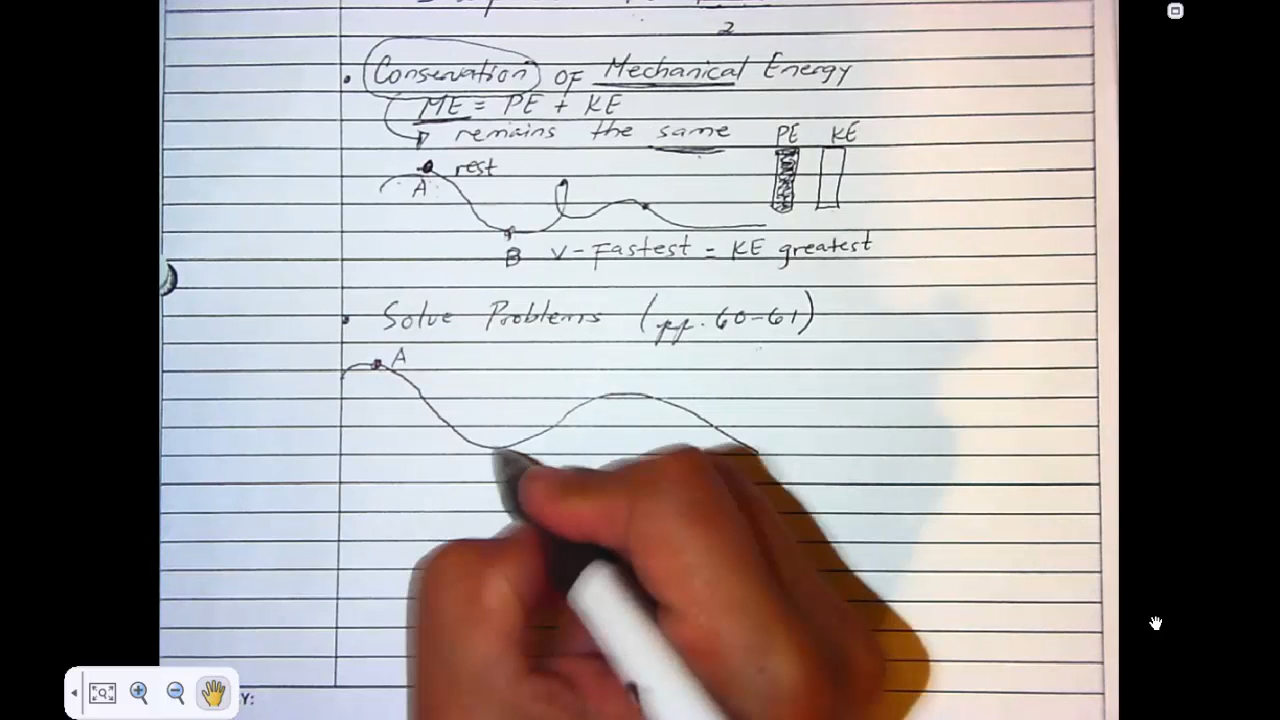 2
• Conservation of Mechanical Energy
ME = PE + KE
remains the same
PE KE
rest
A
B V-Fastest = KE greatest
• Solve Problems (pp. 60-61)
A
Y: